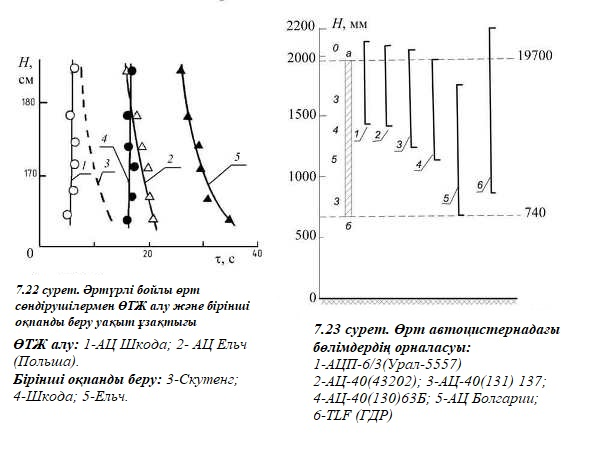 H,
см
180
170
0
20
40
τ, с
1
3
4
2
5
7.22 сурет. Әртүрлі бойлы өрт
сөндірушілермен ӨТЖ алу және бірінші
оқпанды беру уақыт ұзақтығы
ӨТЖ алу: 1-АЦ Шкода; 2- АЦ Ельч
(Польша).
Бірінші оқпанды беру: 3-Скутенг;
4-Шкода; 5-Ельч.
2200
H, мм
2000
1500
1000
500
0
19700
740
0 а
З
4
5
З
б
1
2
3
4
5
6
7.23 сурет. Өрт автоцистернадағы
бөлімдердің орналасуы:
1-АЦП-6/3(Урал-5557)
2-АЦ-40(43202); 3-АЦ-40(131) 137;
4-АЦ-40(130)63Б; 5-АЦ Болгарии;
6-TLF (ГДР)